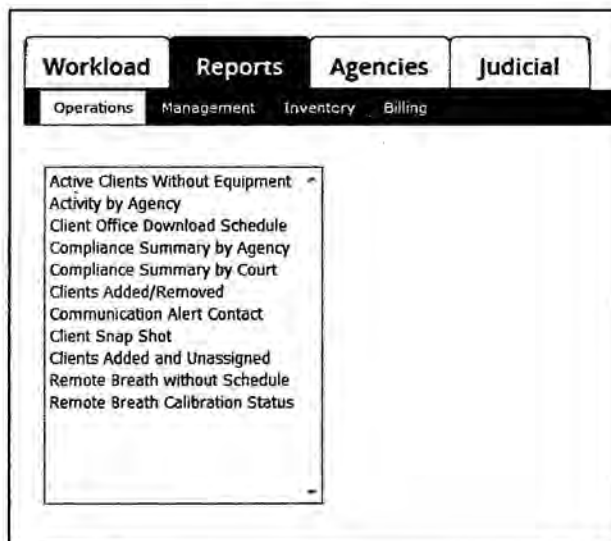 Workload Reports Agencies Judicial
Operations Management Inventory Billing
Active Clients Without Equipment
Activity by Agency
Client Office Download Schedule
Compliance Summary by Agency
Compliance Summary by Court
Clients Added/Removed
Communication Alert Contact
Client Snap Shot
Clients Added and Unassigned
Remote Breath without Schedule
Remote Breath Calibration Status